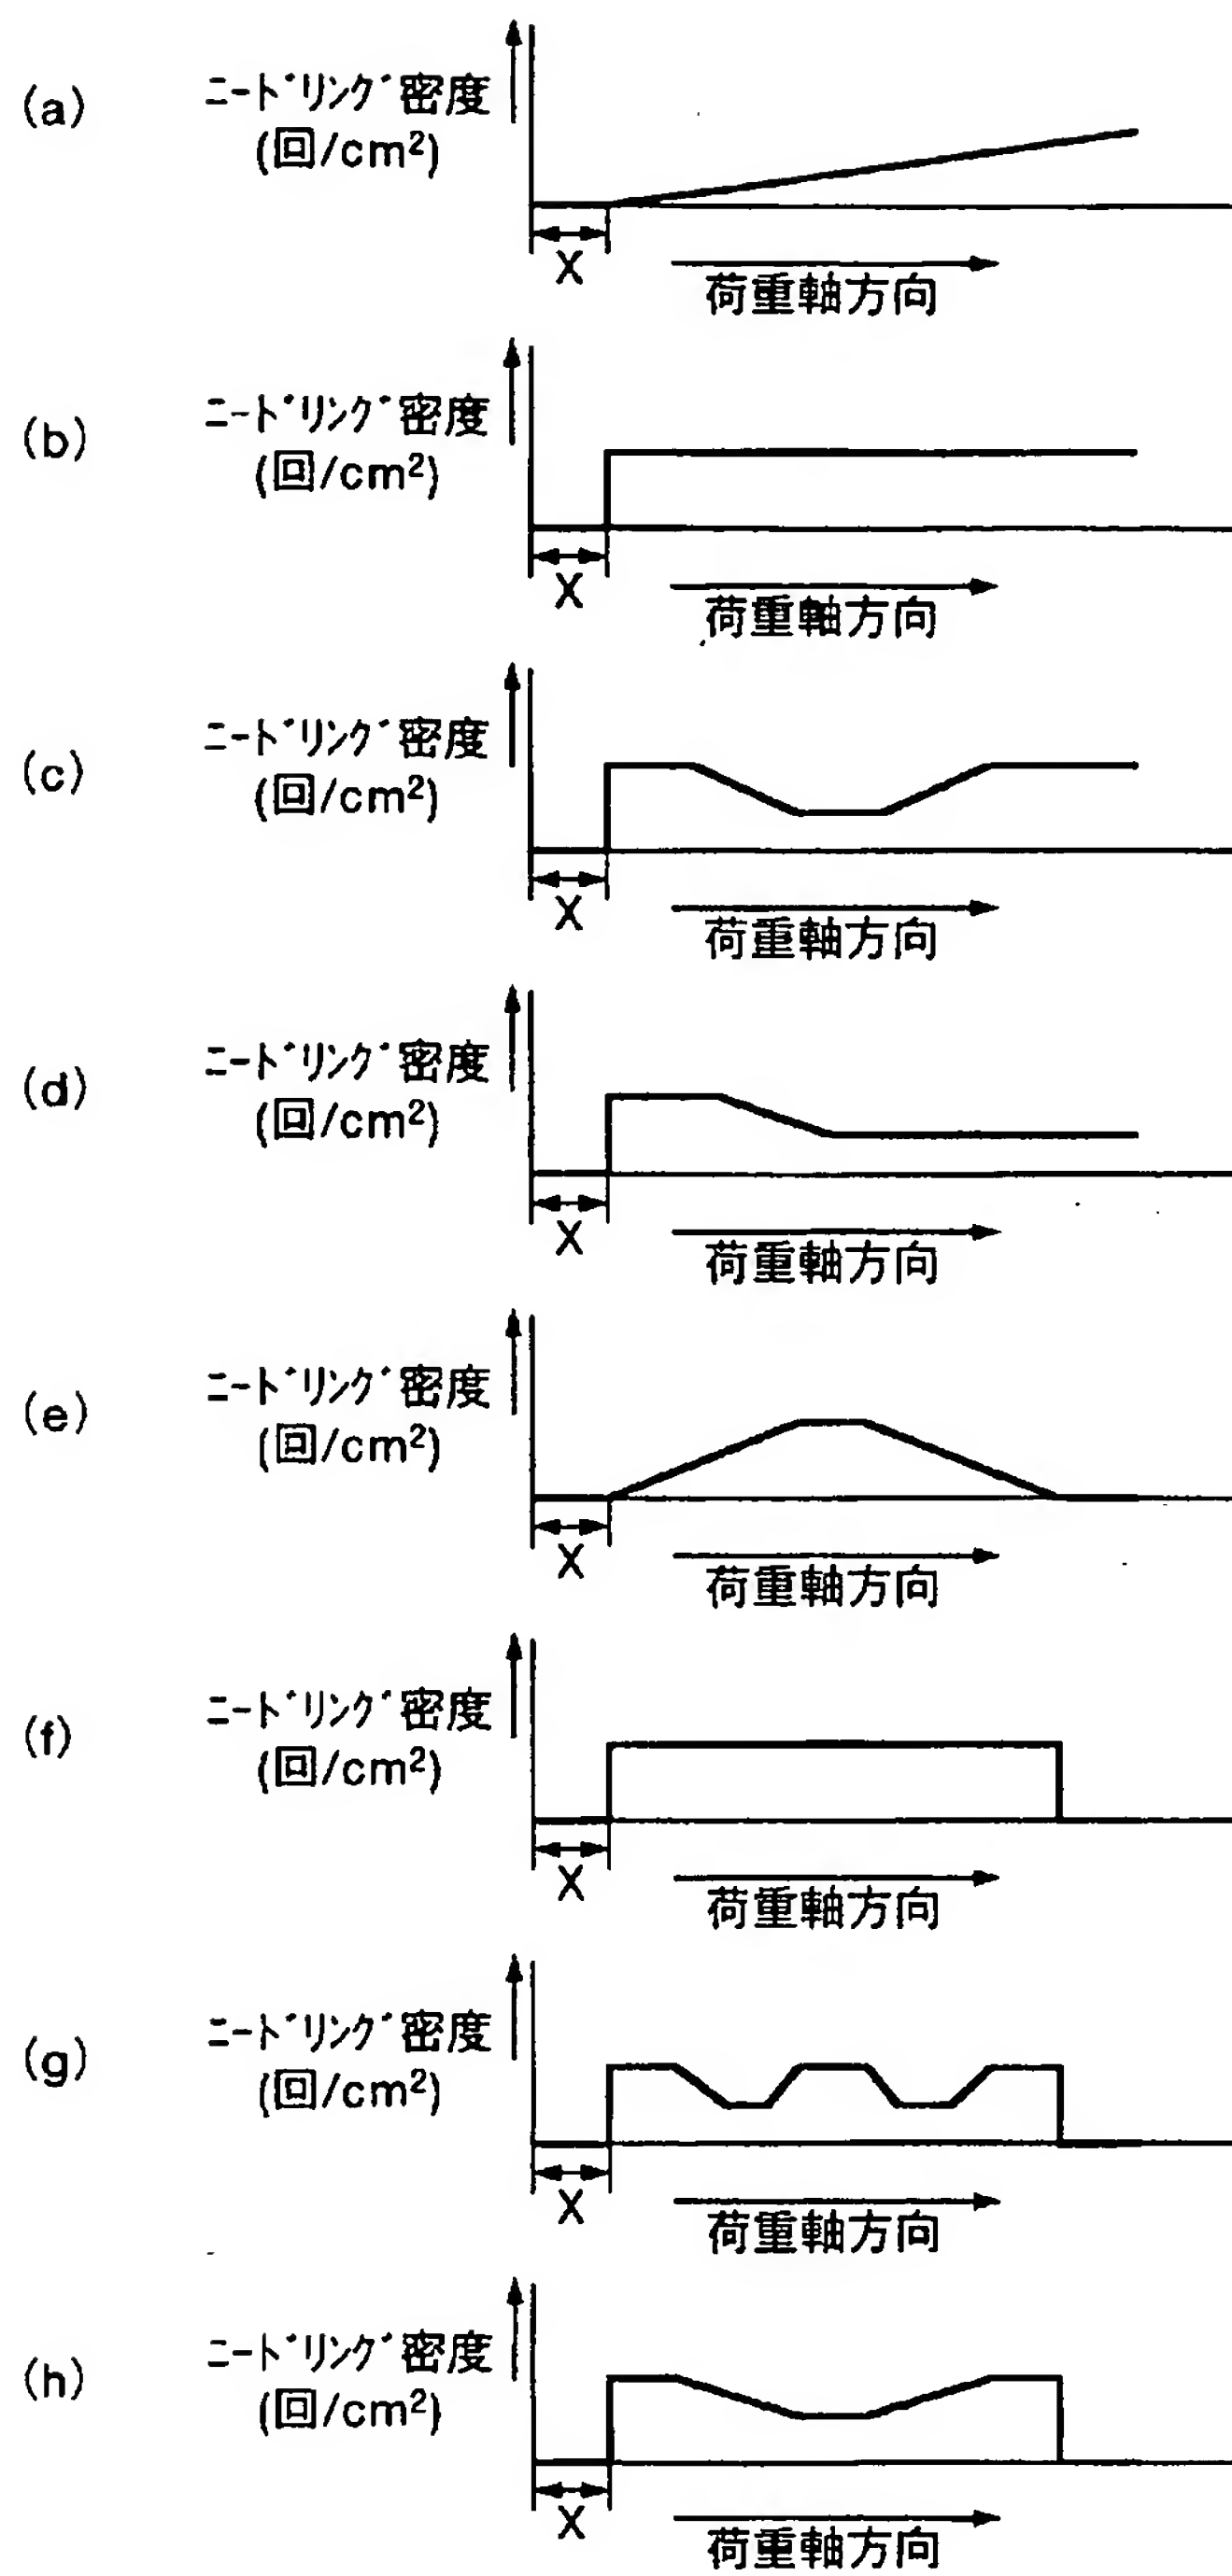 (a)
ﾆｰﾄﾞﾘﾝｸﾞ密度
(回/cm²)
X
荷重軸方向
(b)
ﾆｰﾄﾞﾘﾝｸﾞ密度
(回/cm²)
X
荷重軸方向
(c)
ﾆｰﾄﾞﾘﾝｸﾞ密度
(回/cm²)
X
荷重軸方向
(d)
ﾆｰﾄﾞﾘﾝｸﾞ密度
(回/cm²)
X
荷重軸方向
(e)
ﾆｰﾄﾞﾘﾝｸﾞ密度
(回/cm²)
X
荷重軸方向
(f)
ﾆｰﾄﾞﾘﾝｸﾞ密度
(回/cm²)
X
荷重軸方向
(g)
ﾆｰﾄﾞﾘﾝｸﾞ密度
(回/cm²)
X
荷重軸方向
(h)
ﾆｰﾄﾞﾘﾝｸﾞ密度
(回/cm²)
X
荷重軸方向